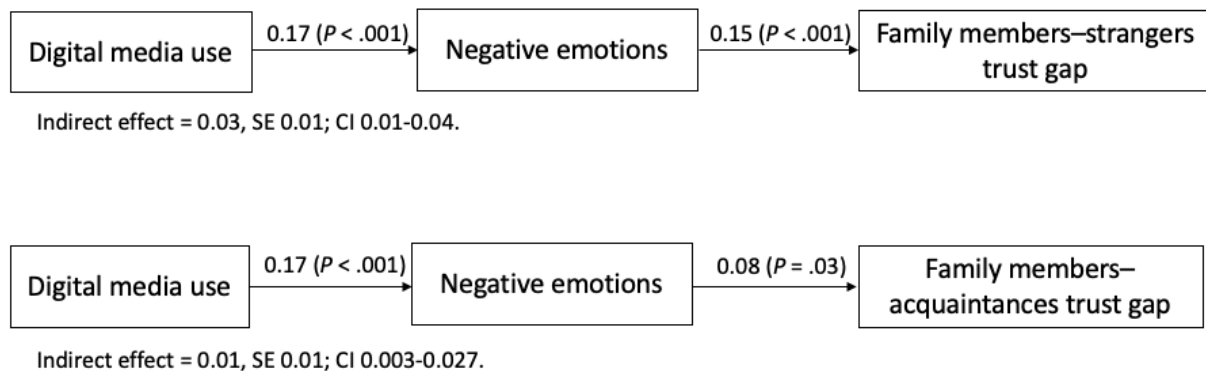 0.17 (P < .001)
0.15 (P < .001)
Digital media use
Negative emotions
Family members–strangers
trust gap
Indirect effect = 0.03, SE 0.01; CI 0.01-0.04.
0.17 (P < .001)
0.08 (P = .03)
Digital media use
Negative emotions
Family members–
acquaintances trust gap
Indirect effect = 0.01, SE 0.01; CI 0.003-0.027.